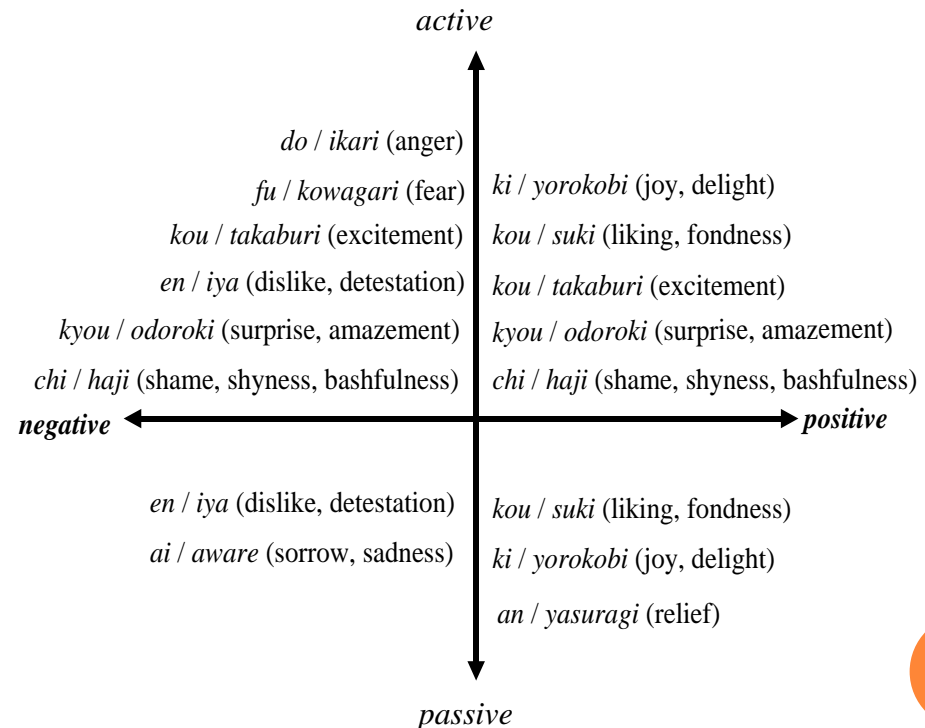 active
do / ikari (anger)
fu / kowagari (fear)
kou / takaburi (excitement)
en / iya (dislike, detestation)
kyou / odoroki (surprise, amazement)
chi / haji (shame, shyness, bashfulness)
ki / yorokobi (joy, delight)
kou / suki (liking, fondness)
kou / takaburi (excitement)
kyou / odoroki (surprise, amazement)
chi / haji (shame, shyness, bashfulness)
negative
positive
en / iya (dislike, detestation)
ai / aware (sorrow, sadness)
kou / suki (liking, fondness)
ki / yorokobi (joy, delight)
an / yasuragi (relief)
passive